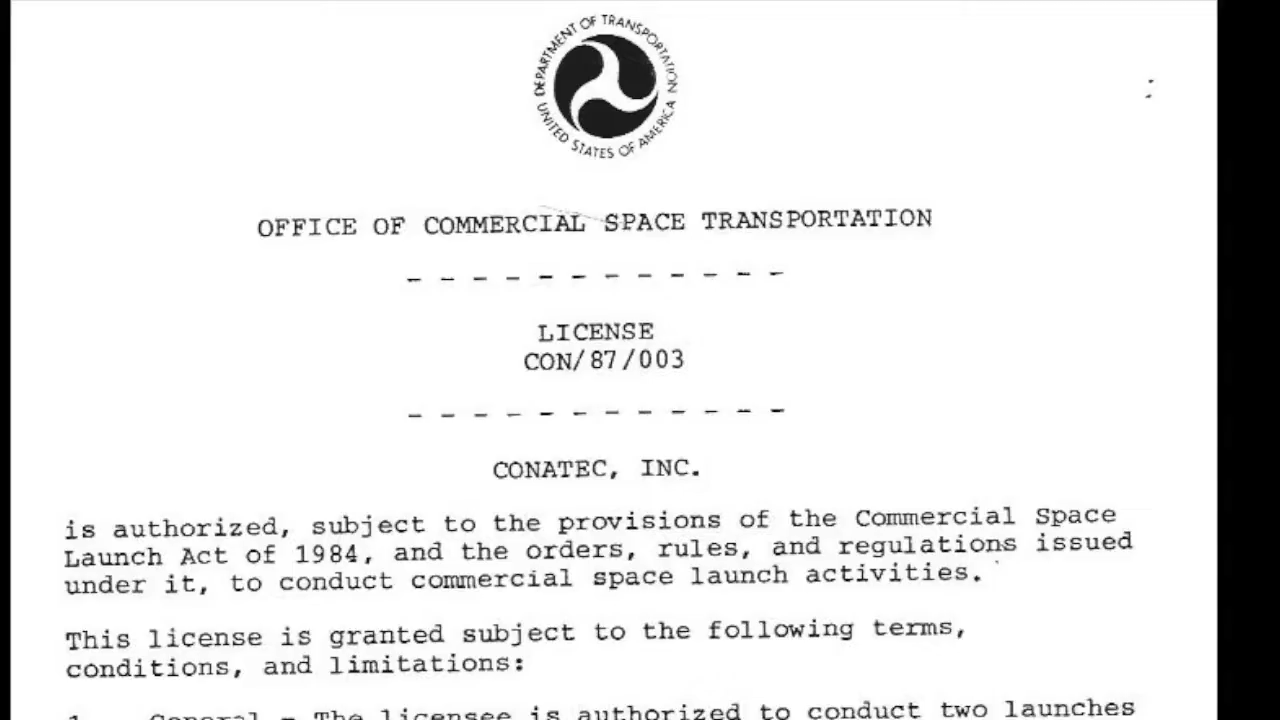 DEPARTMENT OF TRANSPORTATION
UNITED STATES OF AMERICA
OFFICE OF COMMERCIAL SPACE TRANSPORTATION
- - - - - - - - - - - -
LICENSE
CON/87/003
- - - - - - - - - - - -
CONATEC, INC.
is authorized, subject to the provisions of the Commercial Space
Launch Act of 1984, and the orders, rules, and regulations issued
under it, to conduct commercial space launch activities.
This license is granted subject to the following terms,
conditions, and limitations:
1. General - The licensee is authorized to conduct two launches